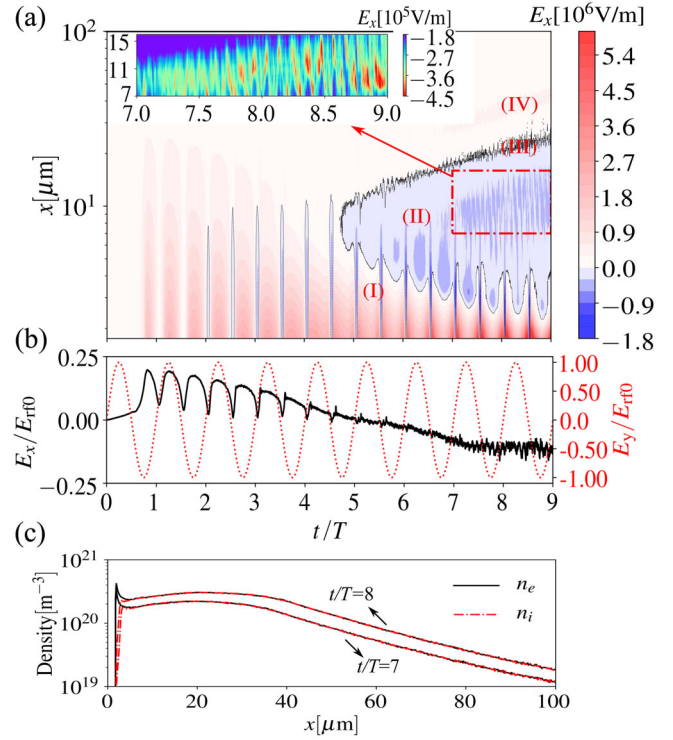 (a)
E_x[10^5V/m]
15
11
7
7.0 7.5 8.0 8.5 9.0
−1.8
−2.7
−3.6
−4.5
E_x[10^6V/m]
5.4
4.5
3.6
2.7
1.8
0.9
0.0
−0.9
−1.8
10^2
10^1
x[μm]
(IV)
(III)
(II)
(I)
(b)
0.25
0.00
−0.25
E_x/E_rf0
1.00
0.50
0.0
-0.50
-1.00
E_y/E_rf0
0 1 2 3 4 5 6 7 8 9
t/T
(c)
10^21
10^20
10^19
Density[m^−3]
t/T=8
t/T=7
n_e
n_i
0 20 40 60 80 100
x[μm]